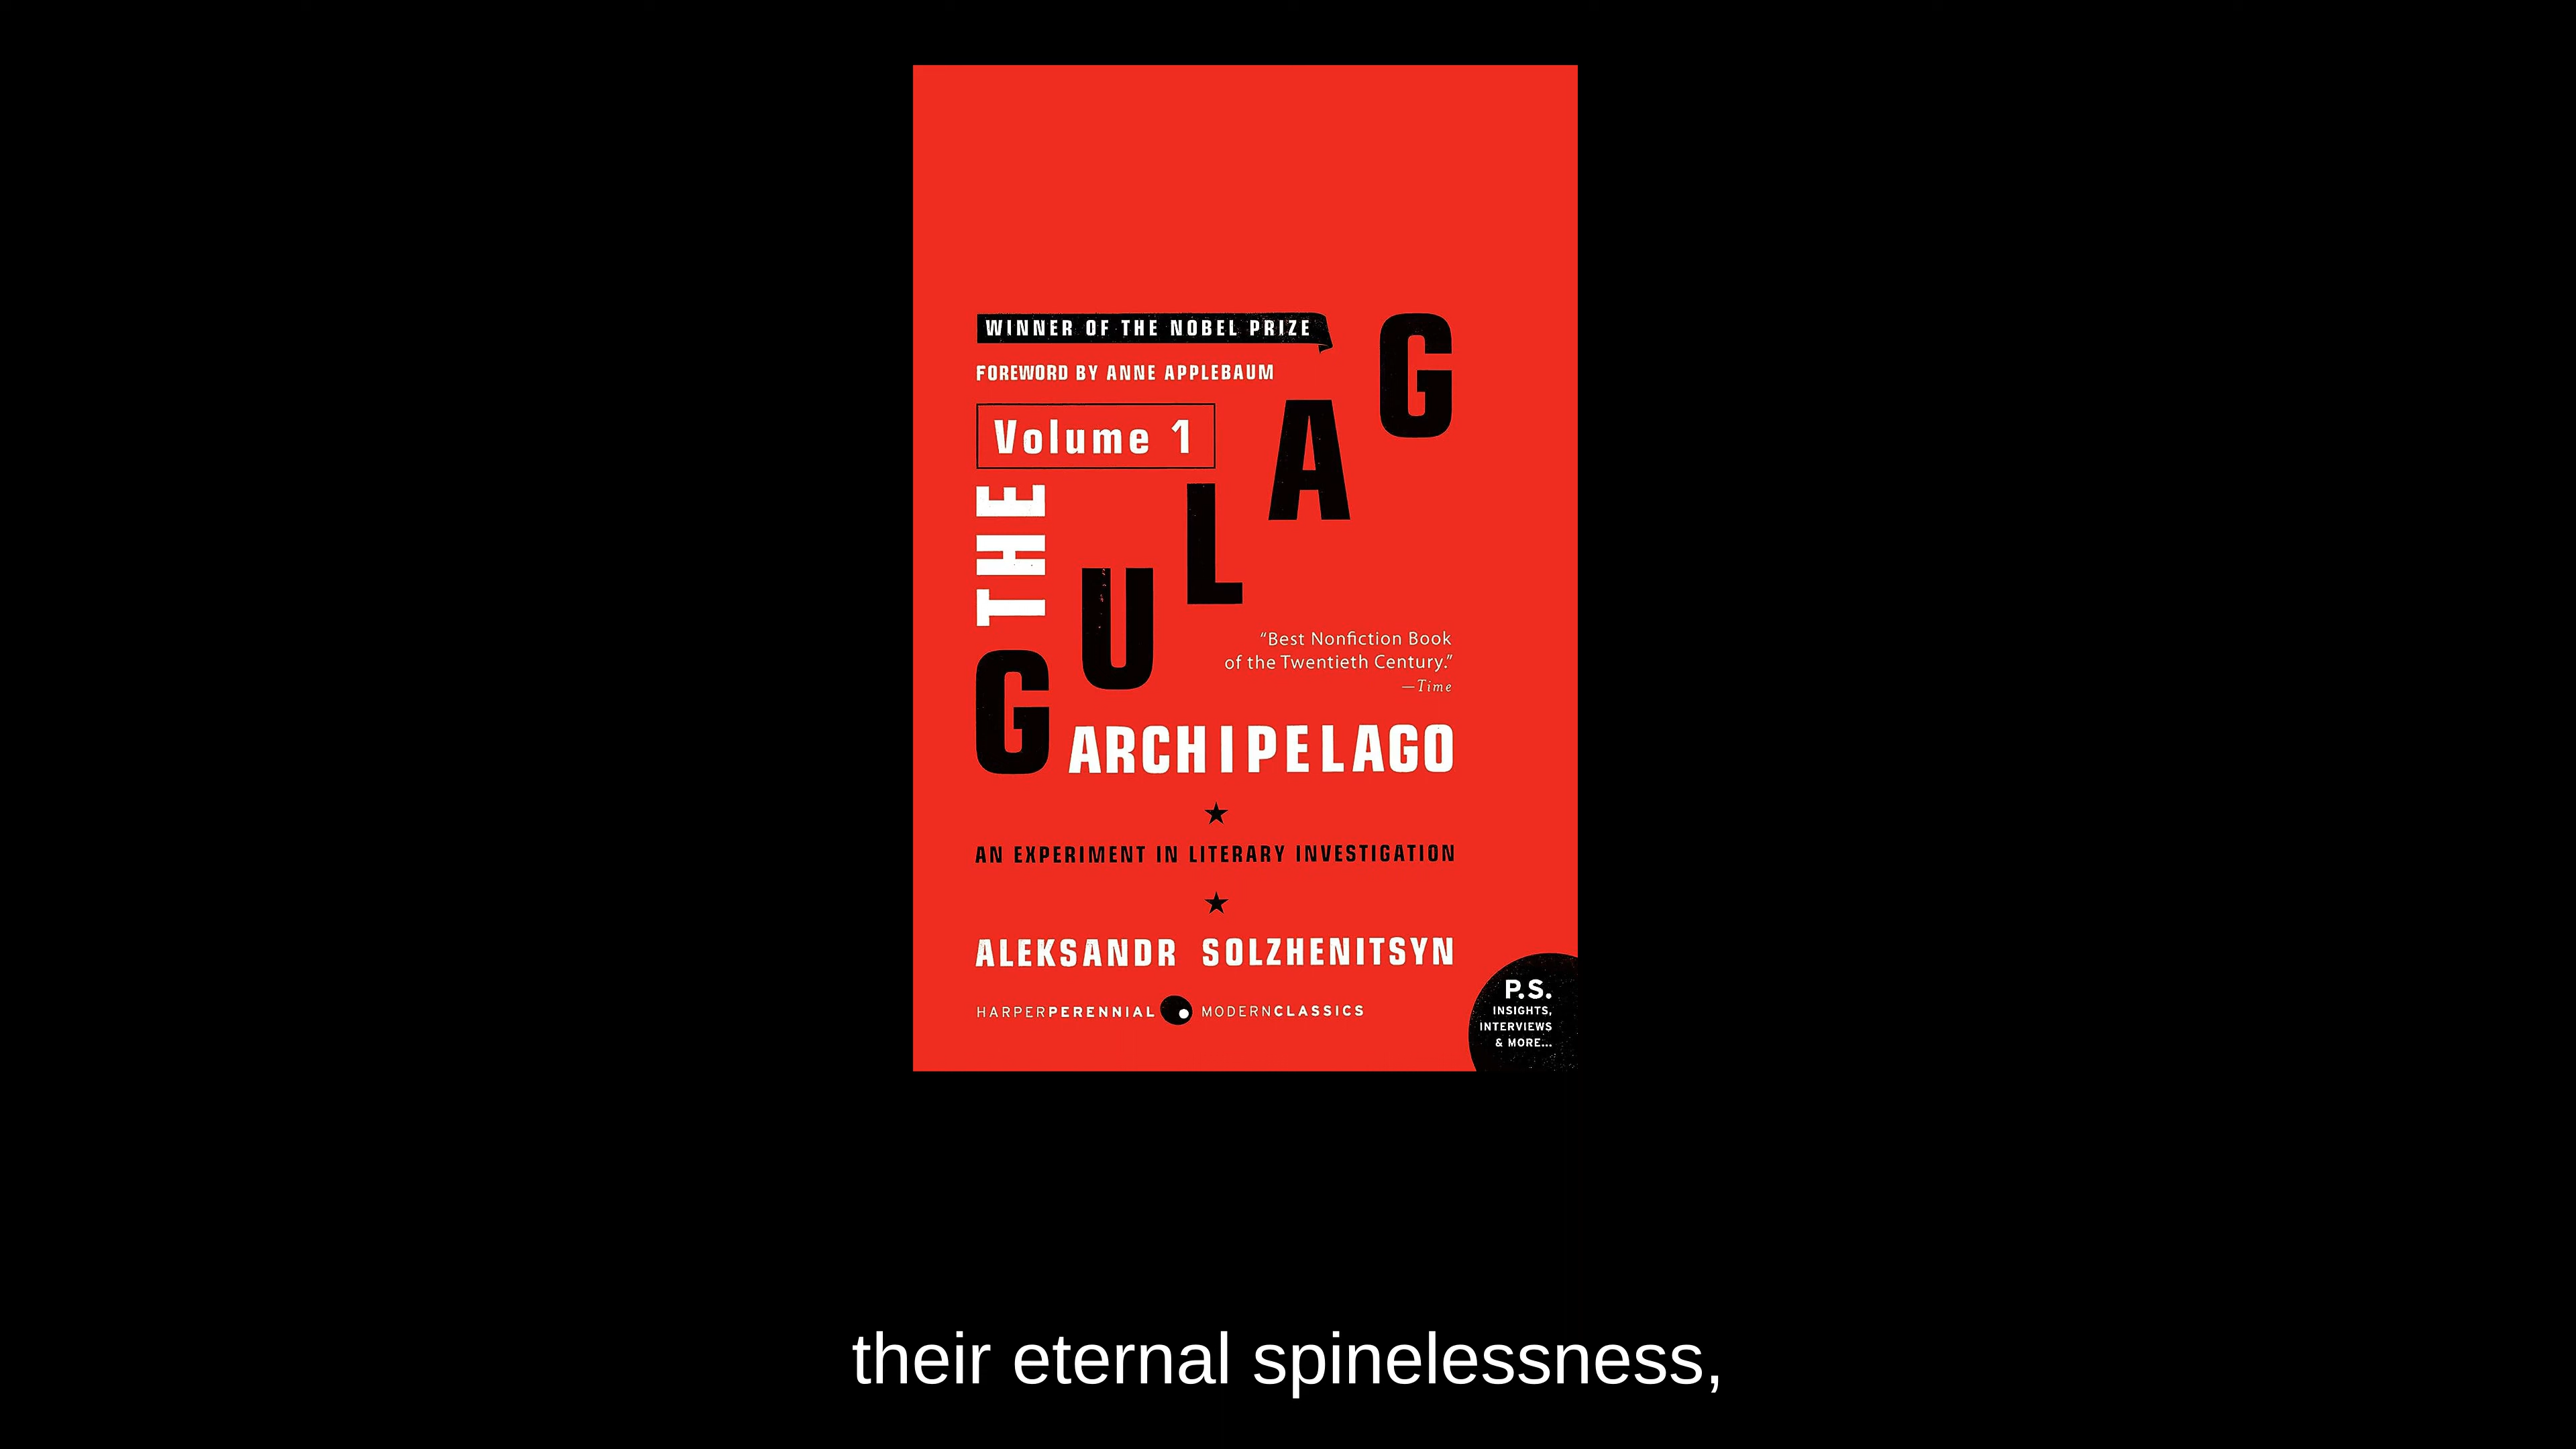 WINNER OF THE NOBEL PRIZE
FOREWORD BY ANNE APPLEBAUM
Volume 1
THE
GULAG
"Best Nonfiction Book
of the Twentieth Century."
—Time
ARCHIPELAGO
AN EXPERIMENT IN LITERARY INVESTIGATION
ALEKSANDR SOLZHENITSYN
HARPERPERENNIAL MODERNCLASSICS
P.S.
INSIGHTS,
INTERVIEWS
& MORE...
their eternal spinelessness,